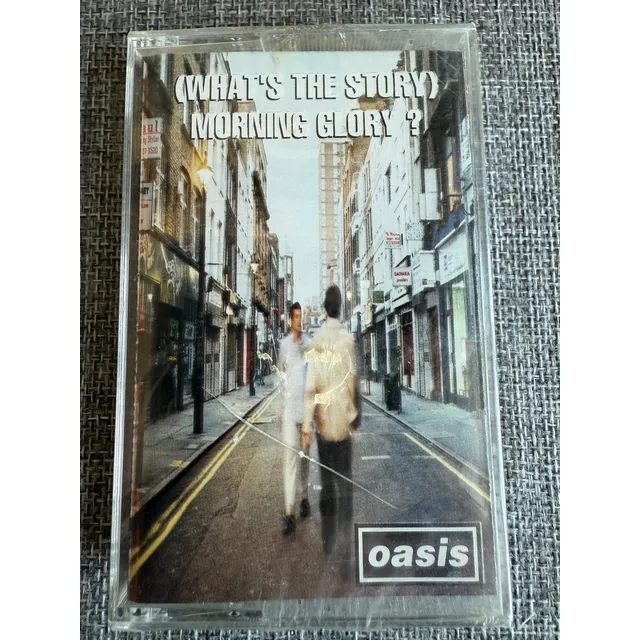 (WHAT'S THE STORY)
MORNING GLORY ?
oasis